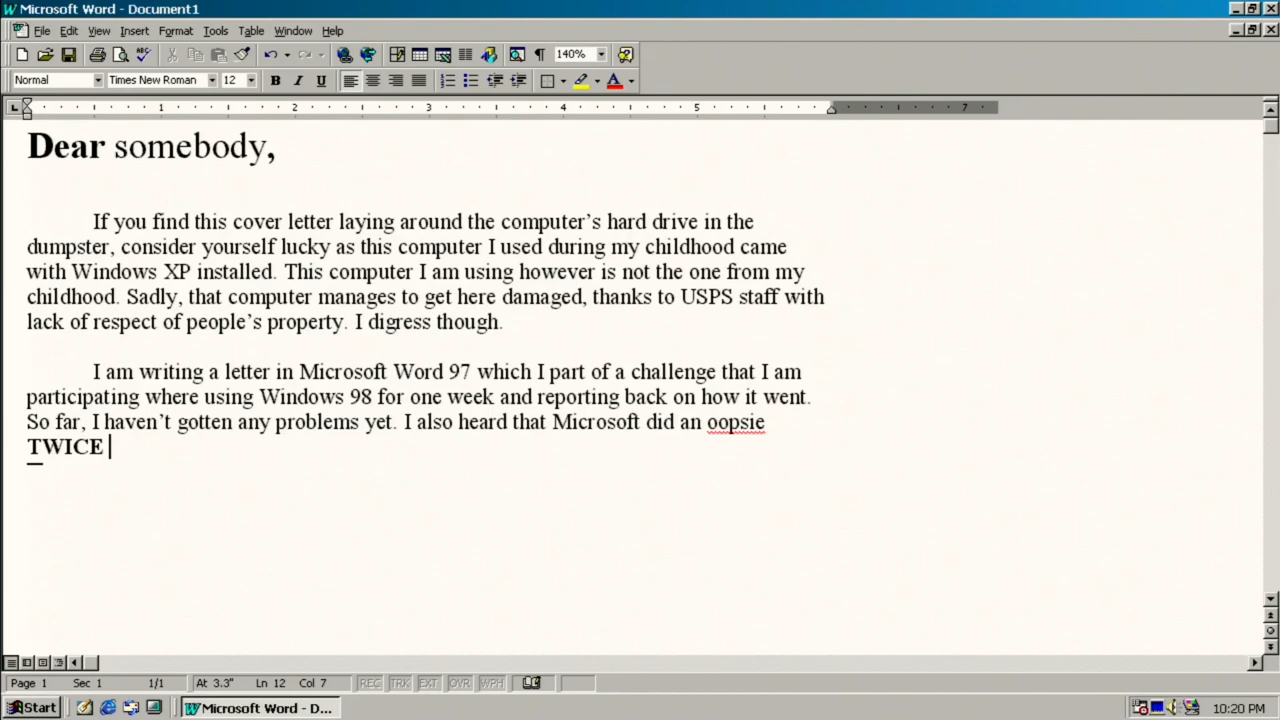 Microsoft Word - Document1
File Edit View Insert Format Tools Table Window Help
140%
Normal Times New Roman 12 B I U A
1 2 3 4 5 7
Dear somebody,
If you find this cover letter laying around the computer's hard drive in the
dumpster, consider yourself lucky as this computer I used during my childhood came
with Windows XP installed. This computer I am using however is not the one from my
childhood. Sadly, that computer manages to get here damaged, thanks to USPS staff with
lack of respect of people's property. I digress though.
I am writing a letter in Microsoft Word 97 which I part of a challenge that I am
participating where using Windows 98 for one week and reporting back on how it went.
So far, I haven't gotten any problems yet. I also heard that Microsoft did an oopsie
TWICE
Page 1 Sec 1 1/1 At 3.3" Ln 12 Col 7 REC TRK EXT OVR WPH
Start Microsoft Word - D... 10:20 PM